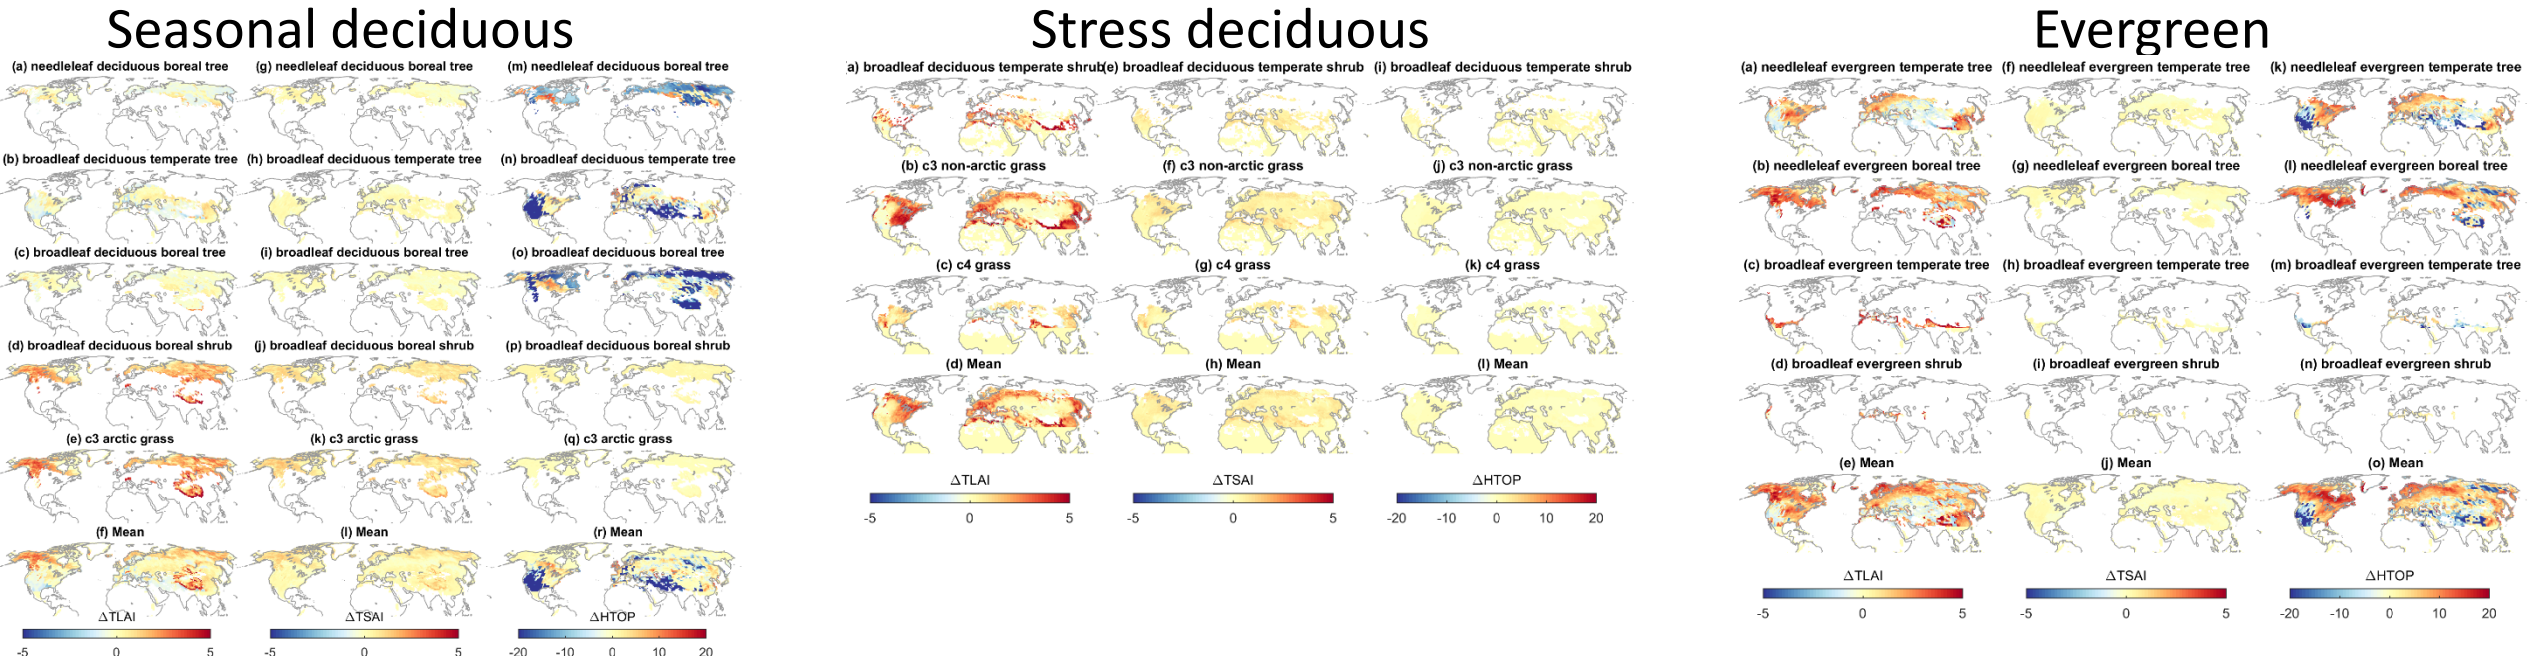 Seasonal deciduous
(a) needleleaf deciduous boreal tree
(g) needleleaf deciduous boreal tree
(m) needleleaf deciduous boreal tree
(b) broadleaf deciduous temperate tree
(h) broadleaf deciduous temperate tree
(n) broadleaf deciduous temperate tree
(c) broadleaf deciduous boreal tree
(i) broadleaf deciduous boreal tree
(o) broadleaf deciduous boreal tree
(d) broadleaf deciduous boreal shrub
(j) broadleaf deciduous boreal shrub
(p) broadleaf deciduous boreal shrub
(e) c3 arctic grass
(k) c3 arctic grass
(q) c3 arctic grass
(f) Mean
(l) Mean
(r) Mean
ΔTLAI
ΔTSAI
ΔHTOP
-5 0 5
-5 0 5
-20 -10 0 10 20
Stress deciduous
a) broadleaf deciduous temperate shrub
(e) broadleaf deciduous temperate shrub
(i) broadleaf deciduous temperate shrub
(b) c3 non-arctic grass
(f) c3 non-arctic grass
(j) c3 non-arctic grass
(c) c4 grass
(g) c4 grass
(k) c4 grass
(d) Mean
(h) Mean
(l) Mean
ΔTLAI
ΔTSAI
ΔHTOP
-5 0 5
-5 0 5
-20 -10 0 10 20
Evergreen
(a) needleleaf evergreen temperate tree
(f) needleleaf evergreen temperate tree
(k) needleleaf evergreen temperate tree
(b) needleleaf evergreen boreal tree
(g) needleleaf evergreen boreal tree
(l) needleleaf evergreen boreal tree
(c) broadleaf evergreen temperate tree
(h) broadleaf evergreen temperate tree
(m) broadleaf evergreen temperate tree
(d) broadleaf evergreen shrub
(i) broadleaf evergreen shrub
(n) broadleaf evergreen shrub
(e) Mean
(j) Mean
(o) Mean
ΔTLAI
ΔTSAI
ΔHTOP
-5 0 5
-5 0 5
-20 -10 0 10 20